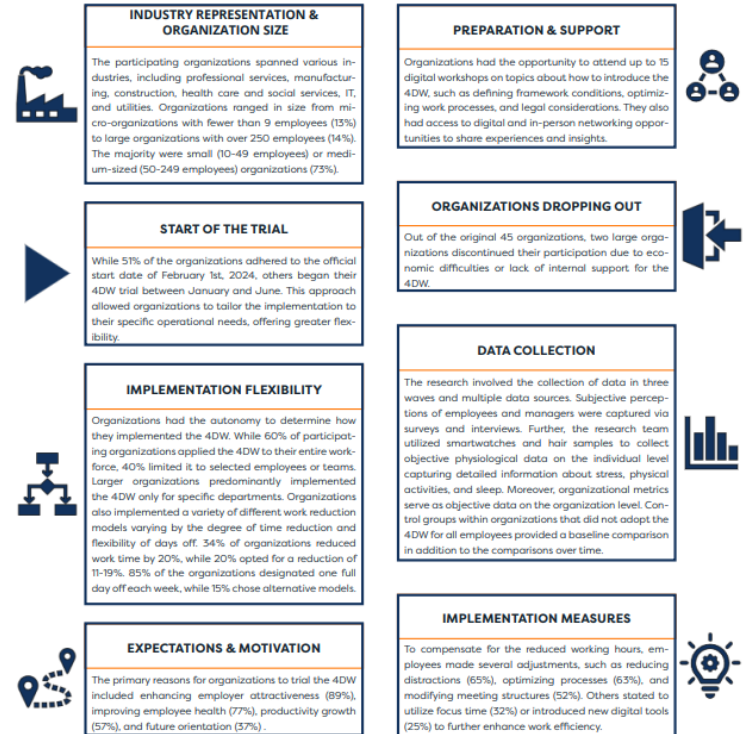 INDUSTRY REPRESENTATION &
ORGANIZATION SIZE
The participating organizations spanned various in-
dustries, including professional services, manufactur-
ing, construction, health care and social services, IT,
and utilities. Organizations ranged in size from mi-
cro-organizations with fewer than 9 employees (13%)
to large organizations with over 250 employees (14%).
The majority were small (10-49 employees) or medi-
um-sized (50-249 employees) organizations (73%).
START OF THE TRIAL
While 51% of the organizations adhered to the official
start date of February 1st, 2024, others began their
4DW trial between January and June. This approach
allowed organizations to tailor the implementation to
their specific operational needs, offering greater flex-
ibility.
IMPLEMENTATION FLEXIBILITY
Organizations had the autonomy to determine how
they implemented the 4DW. While 60% of participat-
ing organizations applied the 4DW to their entire work-
force, 40% limited it to selected employees or teams.
Larger organizations predominantly implemented
the 4DW only for specific departments. Organizations
also implemented a variety of different work reduction
models varying by the degree of time reduction and
flexibility of days off. 34% of organizations reduced
work time by 20%, while 20% opted for a reduction of
11-19%. 85% of the organizations designated one full
day off each week, while 15% chose alternative models.
EXPECTATIONS & MOTIVATION
The primary reasons for organizations to trial the 4DW
included enhancing employer attractiveness (89%),
improving employee health (77%), productivity growth
(57%), and future orientation (37%) .
PREPARATION & SUPPORT
Organizations had the opportunity to attend up to 15
digital workshops on topics about how to introduce the
4DW, such as defining framework conditions, optimiz-
ing work processes, and legal considerations. They also
had access to digital and in-person networking oppor-
tunities to share experiences and insights.
ORGANIZATIONS DROPPING OUT
Out of the original 45 organizations, two large orga-
nizations discontinued their participation due to eco-
nomic difficulties or lack of internal support for the
4DW.
DATA COLLECTION
The research involved the collection of data in three
waves and multiple data sources. Subjective percep-
tions of employees and managers were captured via
surveys and interviews. Further, the research team
utilized smartwatches and hair samples to collect
objective physiological data on the individual level
capturing detailed information about stress, physical
activities, and sleep. Moreover, organizational metrics
serve as objective data on the organization level. Con-
trol groups within organizations that did not adopt the
4DW for all employees provided a baseline comparison
in addition to the comparisons over time.
IMPLEMENTATION MEASURES
To compensate for the reduced working hours, em-
ployees made several adjustments, such as reducing
distractions (65%), optimizing processes (63%), and
modifying meeting structures (52%). Others stated to
utilize focus time (32%) or introduced new digital tools
(25%) to further enhance work efficiency.